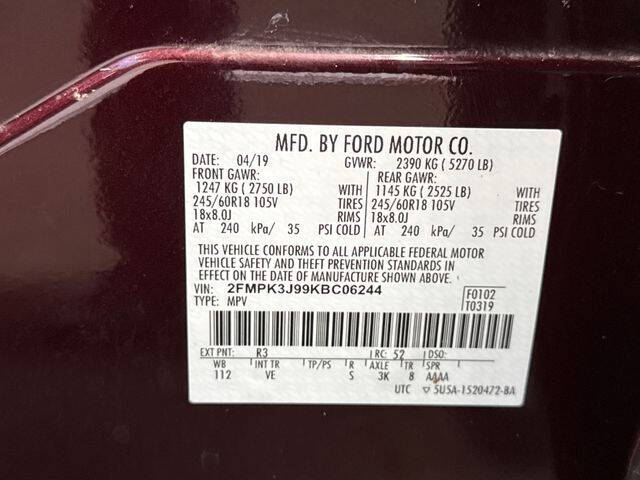 MFD. BY FORD MOTOR CO.
DATE: 04/19 GVWR: 2390 KG ( 5270 LB)
FRONT GAWR: REAR GAWR:
1247 KG ( 2750 LB) WITH 1145 KG ( 2525 LB) WITH
245/60R18 105V TIRES 245/60R18 105V TIRES
18x8.0J RIMS 18x8.0J RIMS
AT 240 kPa/ 35 PSI COLD AT 240 kPa/ 35 PSI COLD
THIS VEHICLE CONFORMS TO ALL APPLICABLE FEDERAL MOTOR
VEHICLE SAFETY AND THEFT PREVENTION STANDARDS IN
EFFECT ON THE DATE OF MANUFACTURE SHOWN ABOVE.
VIN: 2FMPK3J99KBC06244 F0102
TYPE: MPV T0319
EXT PNT: R3 RC: 52 DSO:
WB INT TR TP/PS R AXLE TR SPR
112 VE S 3K 8 AAAA
UTC ▽ 5U5A-1520472-BA